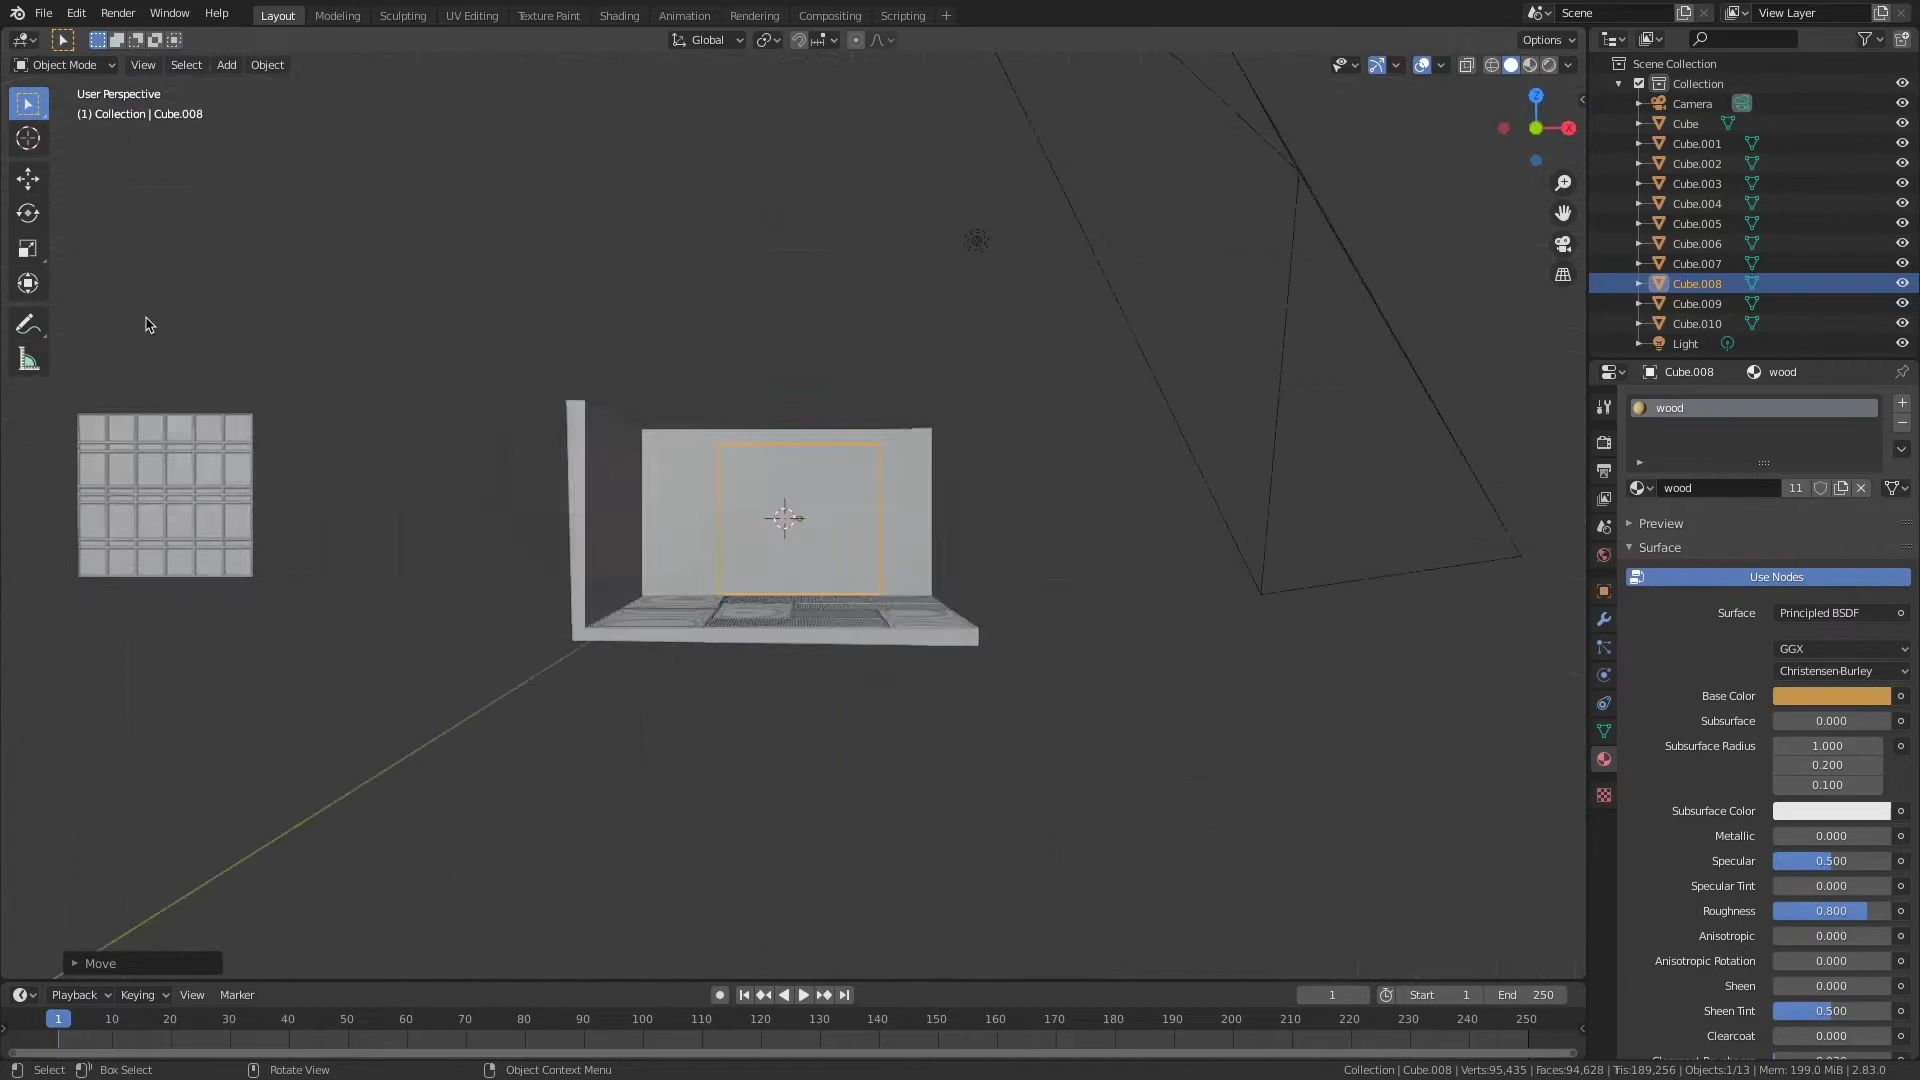 File Edit Render Window Help Layout Modeling Sculpting UV Editing Texture Paint Shading Animation Rendering Compositing Scripting + Scene View Layer
Global Options
Object Mode View Select Add Object
User Perspective
(1) Collection | Cube.008
Z
X
Scene Collection
Collection
Camera
Cube
Cube.001
Cube.002
Cube.003
Cube.004
Cube.005
Cube.006
Cube.007
Cube.008
Cube.009
Cube.010
Light
Cube.008 wood
wood
wood 11
Preview
Surface
Use Nodes
Surface Principled BSDF
GGX
Christensen-Burley
Base Color
Subsurface 0.000
Subsurface Radius 1.000
0.200
0.100
Subsurface Color
Metallic 0.000
Specular 0.500
Specular Tint 0.000
Roughness 0.800
Anisotropic 0.000
Anisotropic Rotation 0.000
Sheen 0.000
Sheen Tint 0.500
Clearcoat 0.000
Move
Playback Keying View Marker 1 Start 1 End 250
1 10 20 30 40 50 60 70 80 90 100 110 120 130 140 150 160 170 180 190 200 210 220 230 240 250
Select Box Select Rotate View Object Context Menu Collection | Cube.008 | Verts:95,435 | Faces:94,628 | Tris:189,256 | Objects:1/13 | Mem: 199.0 MiB | 2.83.0